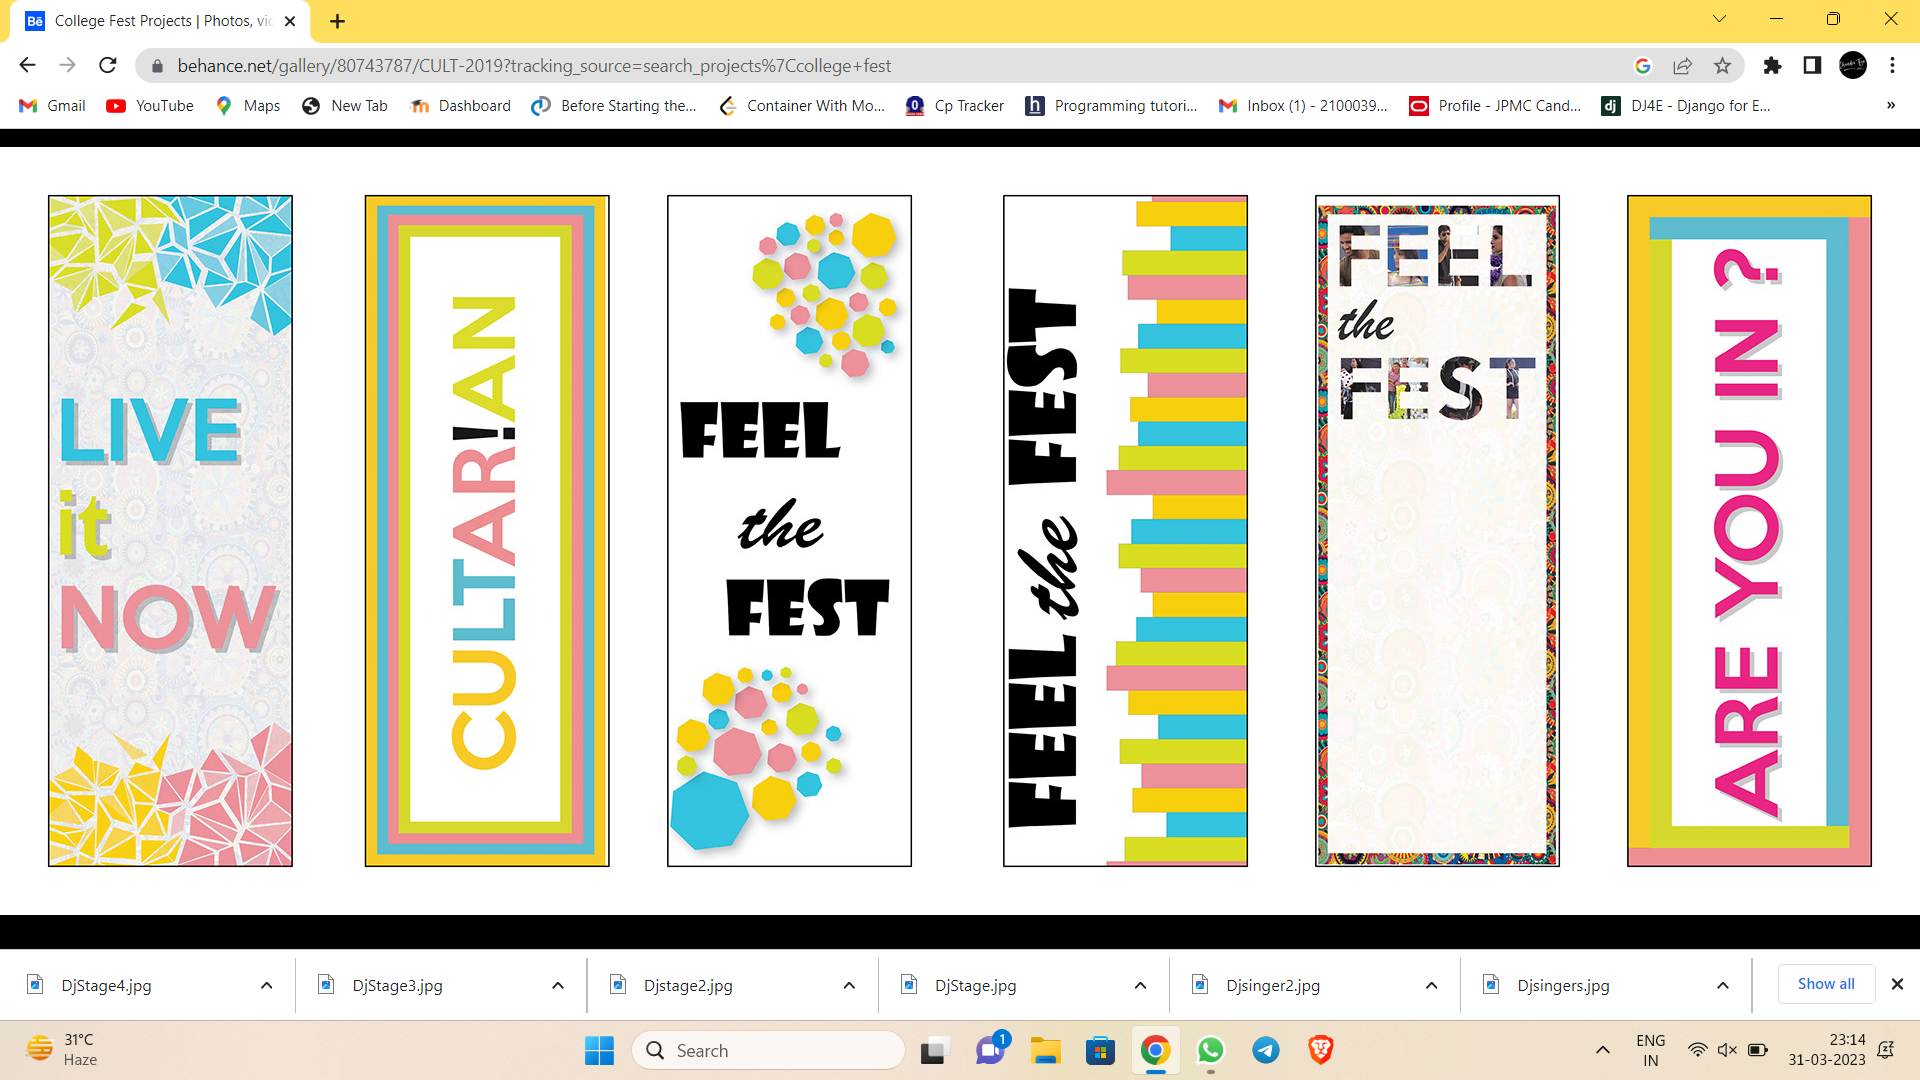 College Fest Projects | Photos, vic
behance.net/gallery/80743787/CULT-2019?tracking_source=search_projects%7Ccollege+fest
Gmail
YouTube
Maps
New Tab
Dashboard
Before Starting the...
Container With Mo...
Cp Tracker
Programming tutori...
Inbox (1) - 2100039...
Profile - JPMC Cand...
DJ4E - Django for E...
LIVE
it
NOW
CULTAR!AN
FEEL
the
FEST
FEEL the FEST
FEEL
the
FEST
ARE YOU IN ?
DjStage4.jpg
DjStage3.jpg
Djstage2.jpg
DjStage.jpg
Djsinger2.jpg
Djsingers.jpg
Show all
31°C
Haze
Search
1
ENG
IN
23:14
31-03-2023